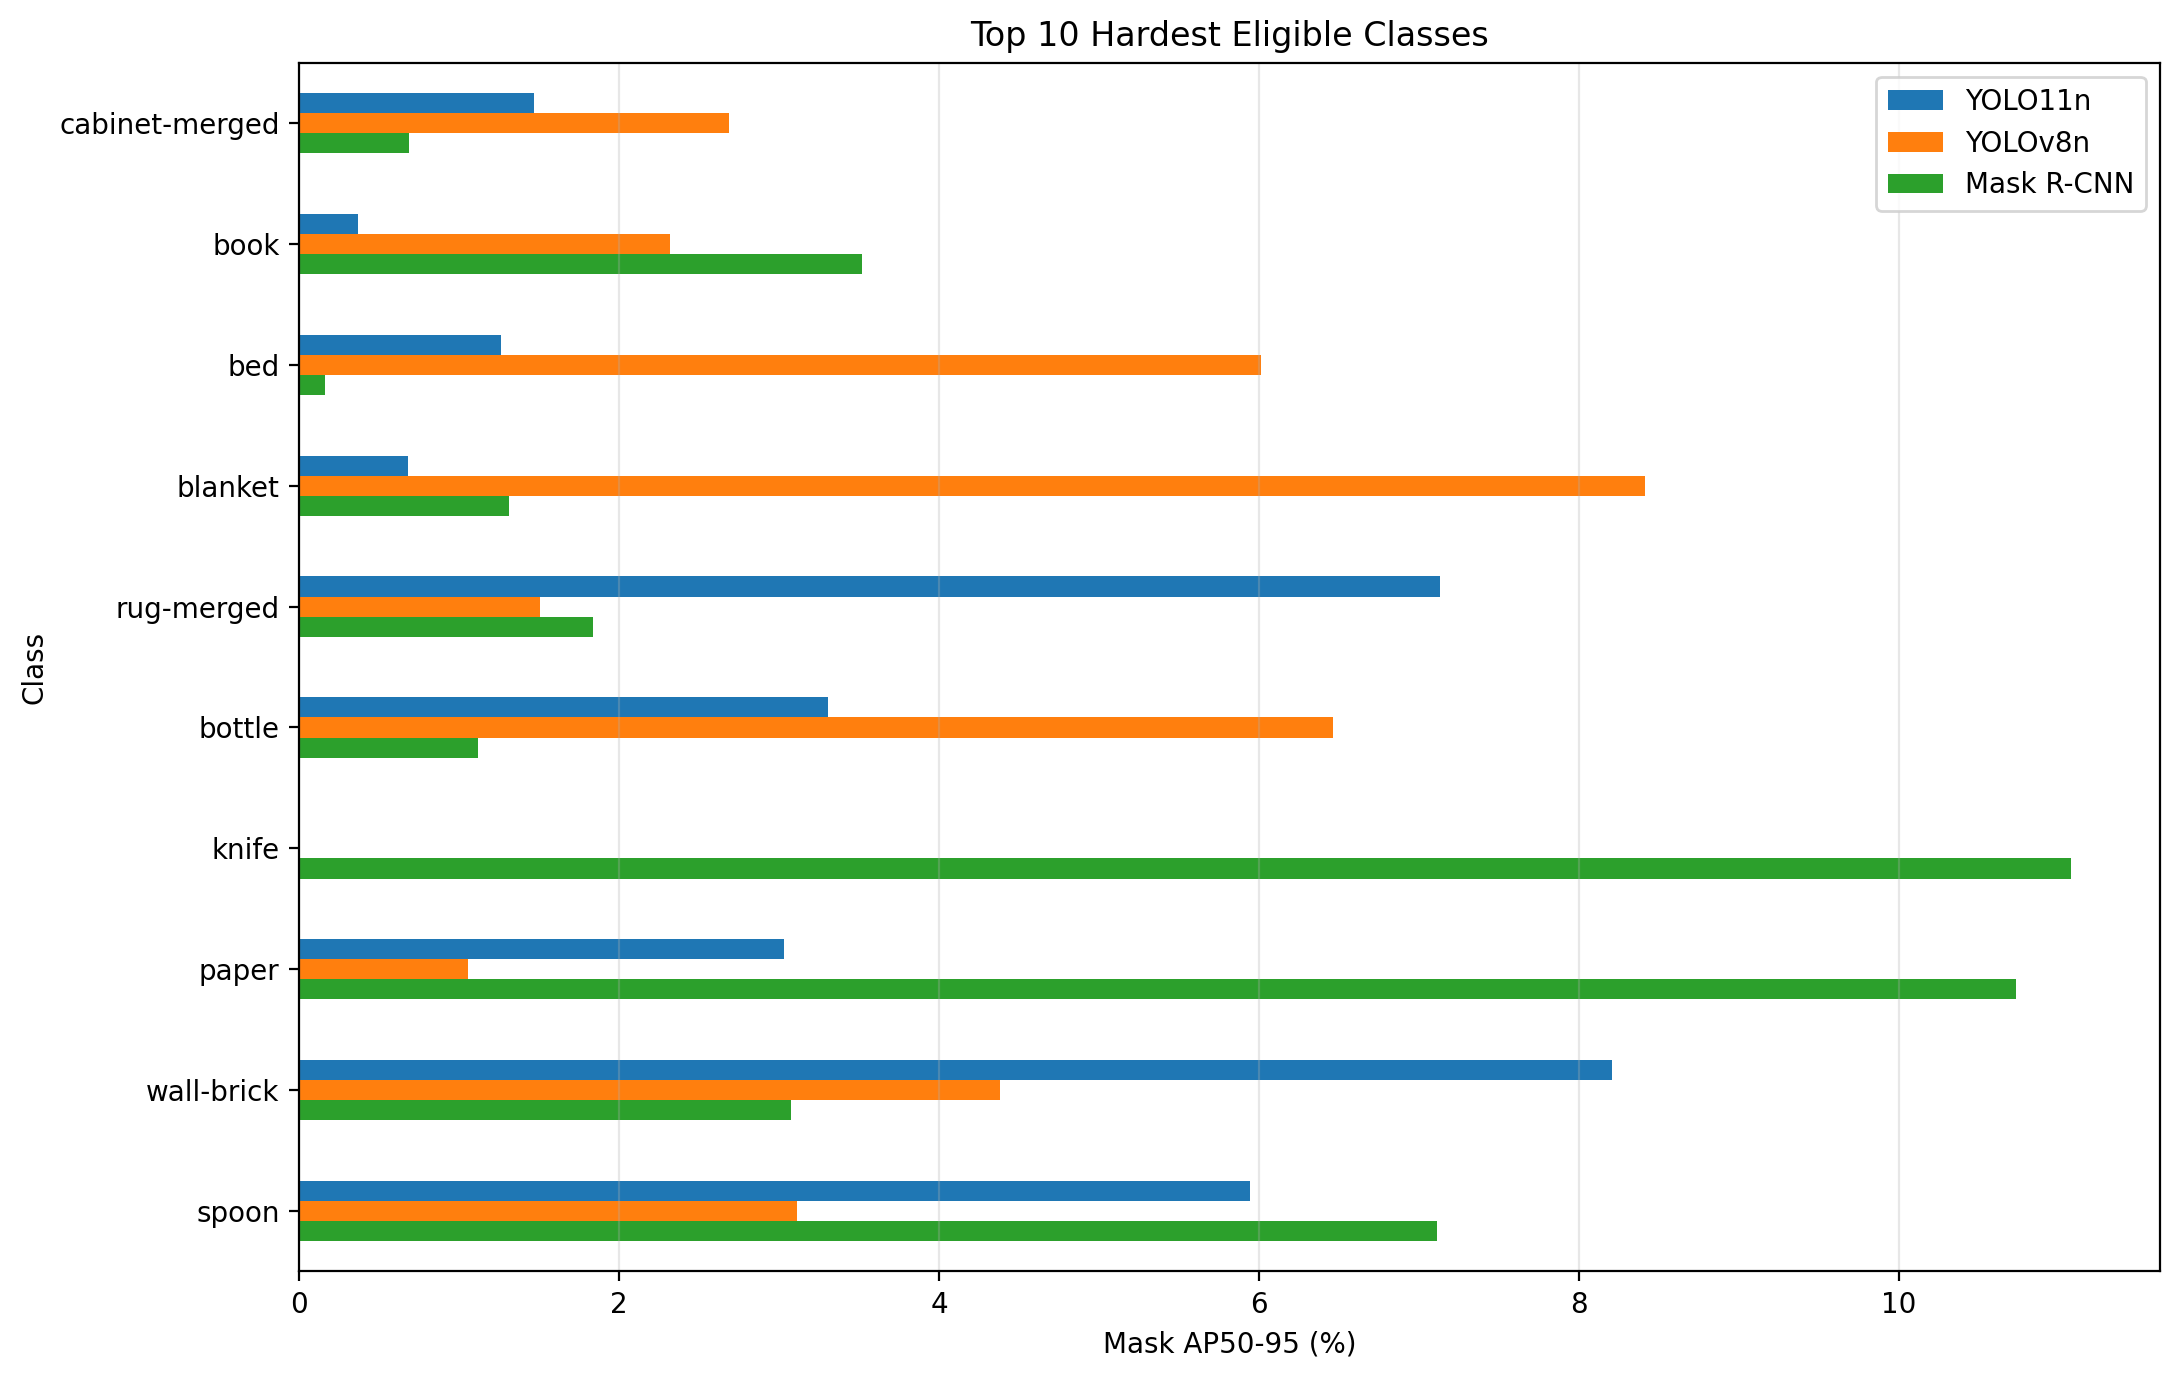 Top 10 Hardest Eligible Classes
YOLO11n
YOLOv8n
Mask R-CNN
Class
cabinet-merged
book
bed
blanket
rug-merged
bottle
knife
paper
wall-brick
spoon
0 2 4 6 8 10
Mask AP50-95 (%)